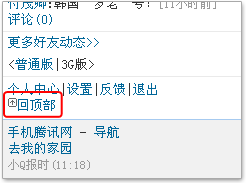 评论(0)
更多好友动态>>
<普通版|3G版>
个人中心|设置|反馈|退出
回顶部
手机腾讯网 - 导航
去我的家园
小Q报时(11:18)